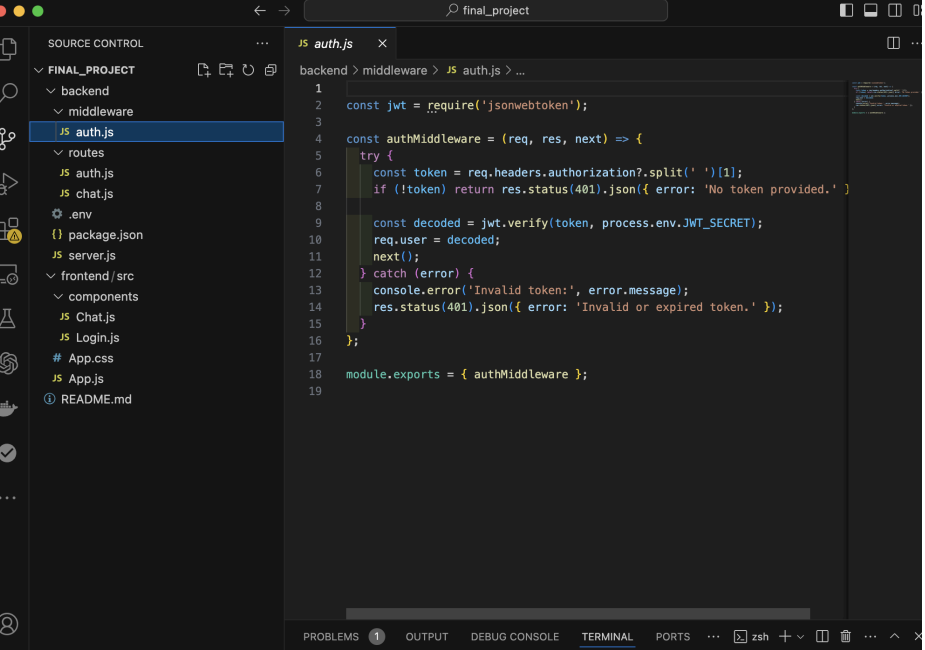 final_project
SOURCE CONTROL
FINAL_PROJECT
backend
middleware
JS auth.js
routes
JS auth.js
JS chat.js
.env
{} package.json
JS server.js
frontend/src
components
JS Chat.js
JS Login.js
# App.css
JS App.js
README.md
JS auth.js
backend > middleware > JS auth.js > ...
1
2 const jwt = require('jsonwebtoken');
3
4 const authMiddleware = (req, res, next) => {
5 try {
6 const token = req.headers.authorization?.split(' ')[1];
7 if (!token) return res.status(401).json({ error: 'No token provided.' }
8
9 const decoded = jwt.verify(token, process.env.JWT_SECRET);
10 req.user = decoded;
11 next();
12 } catch (error) {
13 console.error('Invalid token:', error.message);
14 res.status(401).json({ error: 'Invalid or expired token.' });
15 }
16 };
17
18 module.exports = { authMiddleware };
19
PROBLEMS 1 OUTPUT DEBUG CONSOLE TERMINAL PORTS ... zsh